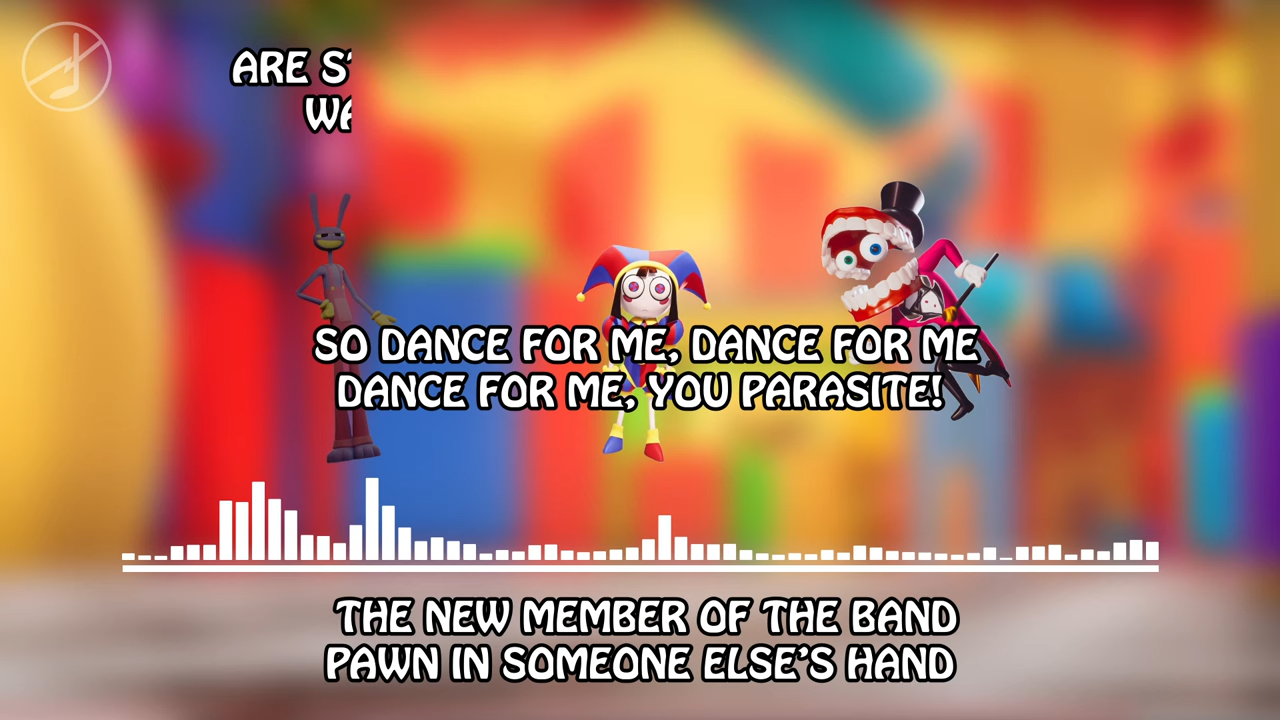 ARE
SO DANCE FOR ME, DANCE FOR ME
DANCE FOR ME, YOU PARASITE!
THE NEW MEMBER OF THE BAND
PAWN IN SOMEONE ELSE'S HAND